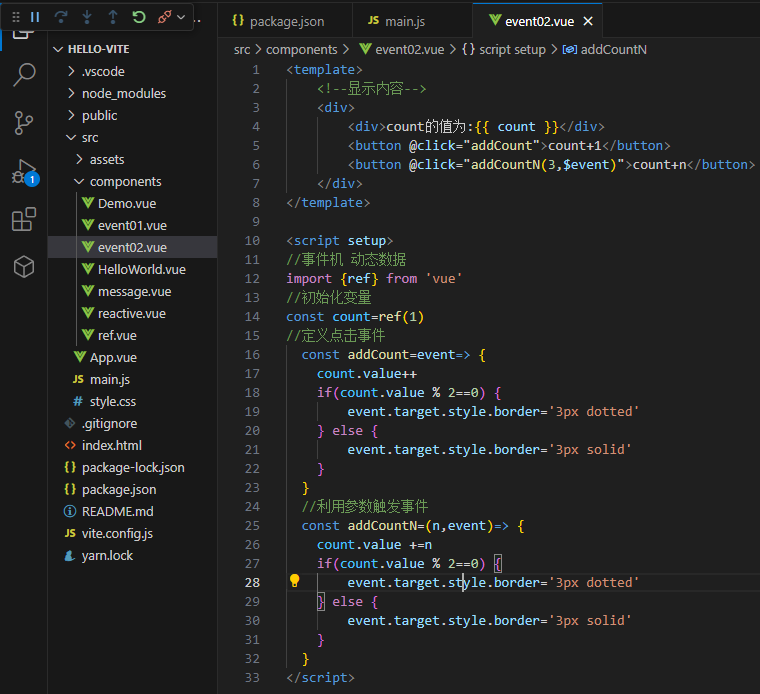 package.json
main.js
event02.vue
HELLO-VITE
src > components > event02.vue > {} script setup > addCountN
.vscode
node_modules
public
src
assets
components
Demo.vue
event01.vue
event02.vue
HelloWorld.vue
message.vue
reactive.vue
ref.vue
App.vue
main.js
style.css
.gitignore
index.html
package-lock.json
package.json
README.md
vite.config.js
yarn.lock
1
1 <template>
2 <!--显示内容-->
3 <div>
4 <div>count的值为:{{ count }}</div>
5 <button @click="addCount">count+1</button>
6 <button @click="addCountN(3,$event)">count+n</button>
7 </div>
8 </template>
9
10 <script setup>
11 //事件机 动态数据
12 import {ref} from 'vue'
13 //初始化变量
14 const count=ref(1)
15 //定义点击事件
16 const addCount=event=> {
17 count.value++
18 if(count.value % 2==0) {
19 event.target.style.border='3px dotted'
20 } else {
21 event.target.style.border='3px solid'
22 }
23 }
24 //利用参数触发事件
25 const addCountN=(n,event)=> {
26 count.value +=n
27 if(count.value % 2==0) {
28 event.target.style.border='3px dotted'
29 } else {
30 event.target.style.border='3px solid'
31 }
32 }
33 </script>